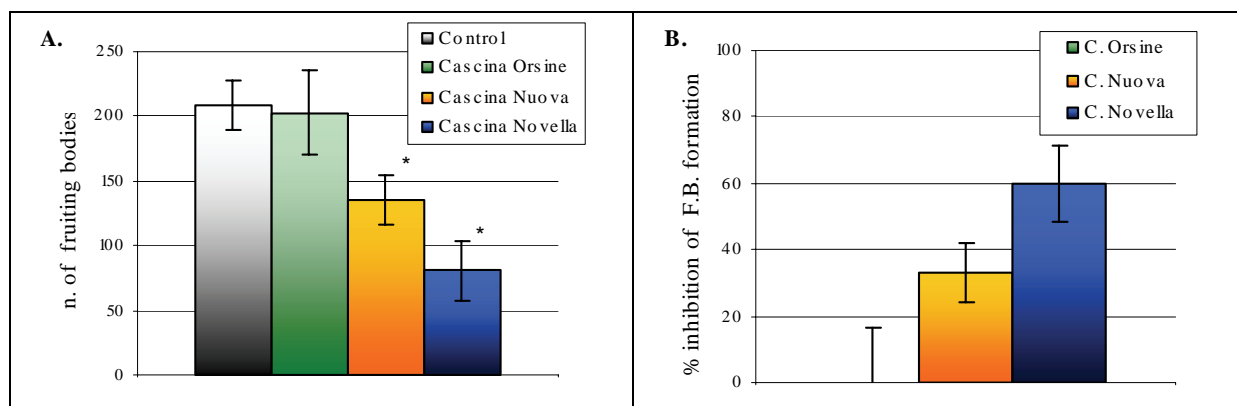 A.
n. of fruiting bodies
250
200
150
100
50
0
Control
Cascina Orsine
Cascina Nuova
Cascina Novella
*
*
B.
% inhibition of F.B. formation
100
80
60
40
20
0
C. Orsine
C. Nuova
C. Novella